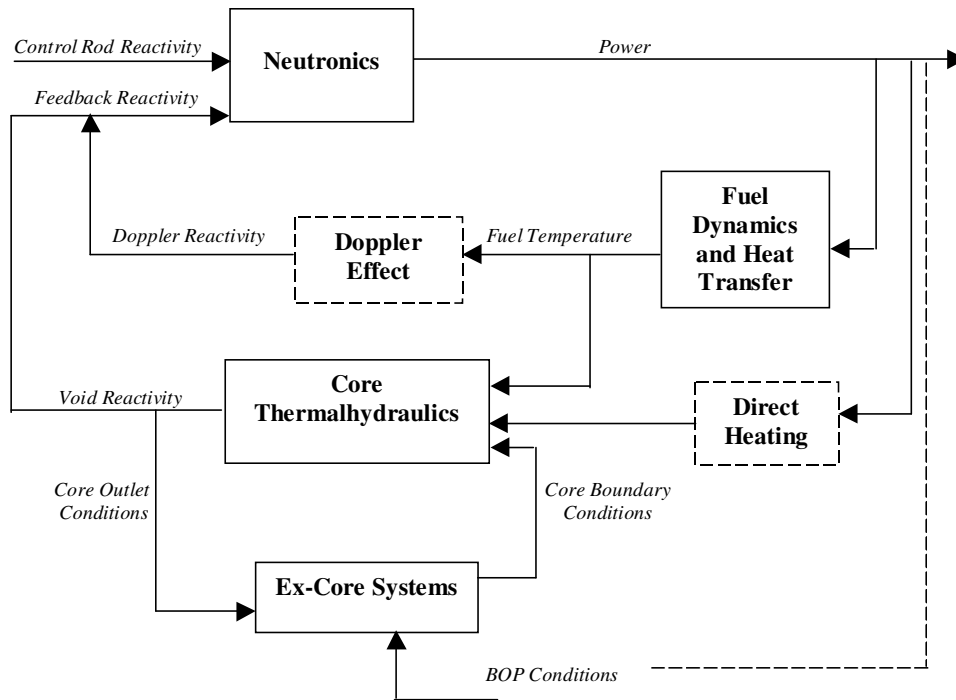 Control Rod Reactivity
Neutronics
Power
Feedback Reactivity
Fuel
Dynamics
and Heat
Transfer
Doppler Reactivity
Doppler
Effect
Fuel Temperature
Core
Thermalhydraulics
Void Reactivity
Direct
Heating
Core Outlet
Conditions
Core Boundary
Conditions
Ex-Core Systems
BOP Conditions